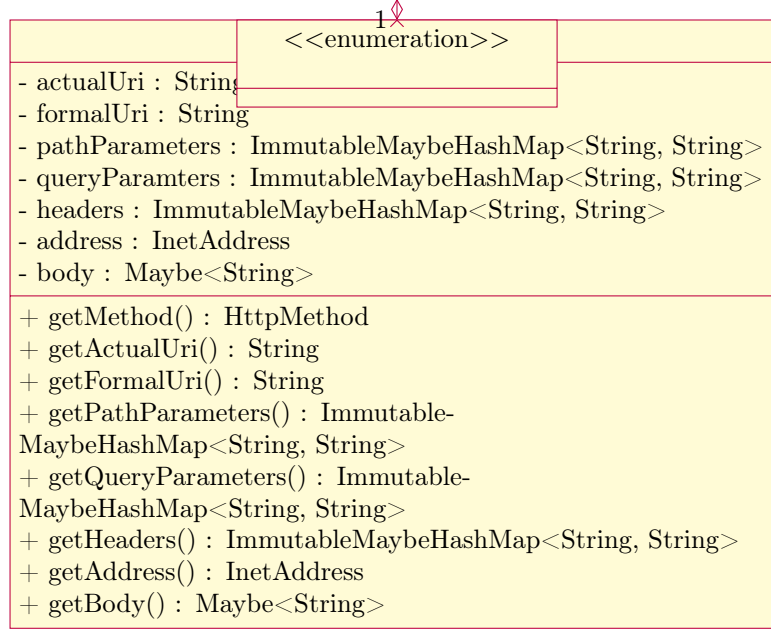 1
<<enumeration>>
- actualUri : String
- formalUri : String
- pathParameters : ImmutableMaybeHashMap<String, String>
- queryParamters : ImmutableMaybeHashMap<String, String>
- headers : ImmutableMaybeHashMap<String, String>
- address : InetAddress
- body : Maybe<String>
+ getMethod() : HttpMethod
+ getActualUri() : String
+ getFormalUri() : String
+ getPathParameters() : Immutable-
MaybeHashMap<String, String>
+ getQueryParameters() : Immutable-
MaybeHashMap<String, String>
+ getHeaders() : ImmutableMaybeHashMap<String, String>
+ getAddress() : InetAddress
+ getBody() : Maybe<String>